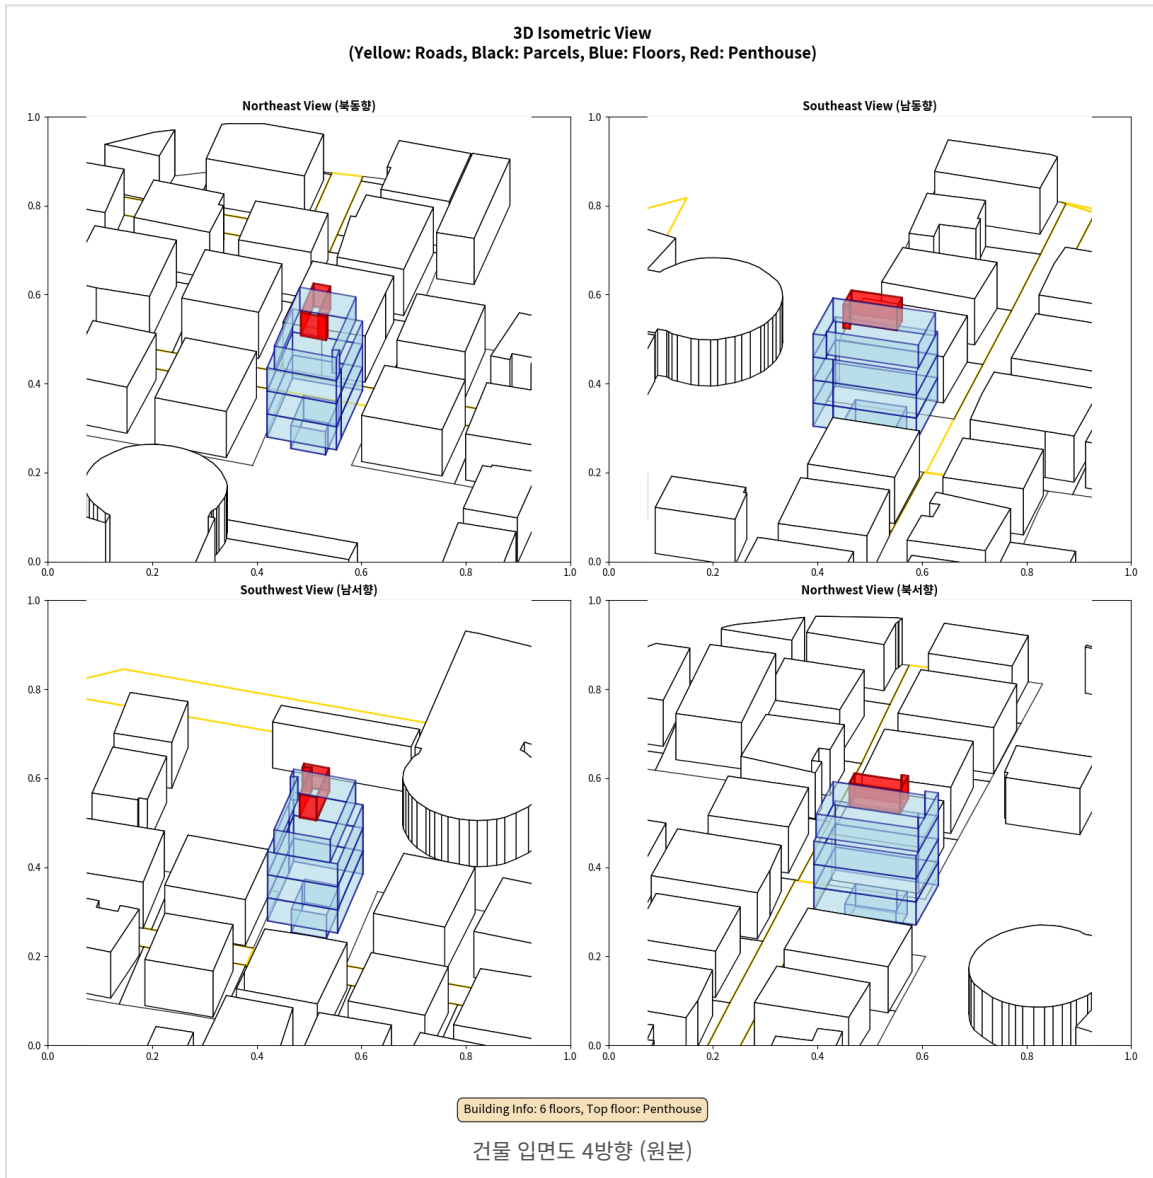 3D Isometric View
(Yellow: Roads, Black: Parcels, Blue: Floors, Red: Penthouse)
Northeast View (북동향)
1.0
0.8
0.6
0.4
0.2
0.0
0.0 0.2 0.4 0.6 0.8 1.0
Southeast View (남동향)
1.0
0.8
0.6
0.4
0.2
0.0
0.0 0.2 0.4 0.6 0.8 1.0
Southwest View (남서향)
1.0
0.8
0.6
0.4
0.2
0.0
0.0 0.2 0.4 0.6 0.8 1.0
Northwest View (북서향)
1.0
0.8
0.6
0.4
0.2
0.0
0.0 0.2 0.4 0.6 0.8 1.0
Building Info: 6 floors, Top floor: Penthouse
건물 입면도 4방향 (원본)